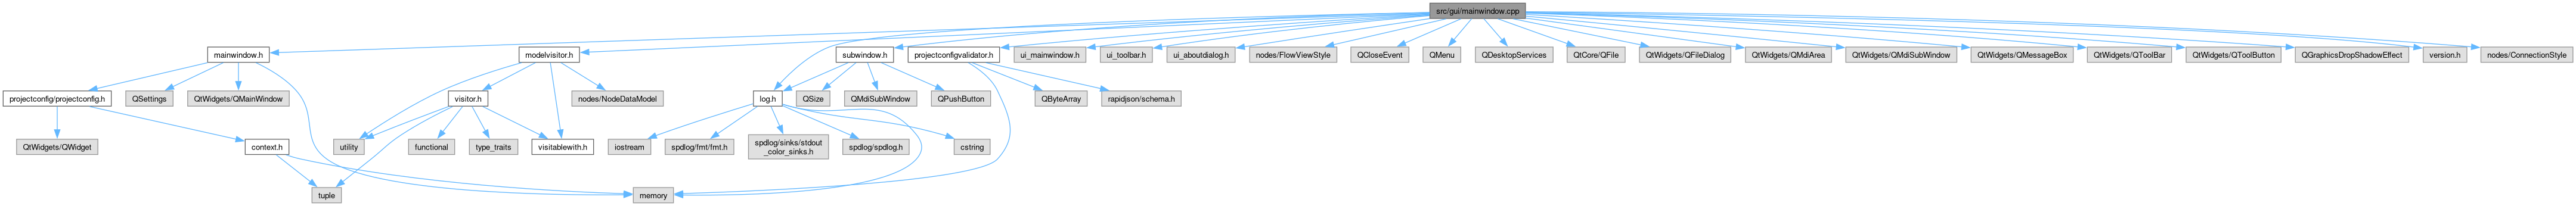 src/gui/mainwindow.cpp
mainwindow.h
modelvisitor.h
subwindow.h
projectconfigvalidator.h
ui_mainwindow.h
ui_toolbar.h
ui_aboutdialog.h
nodes/FlowViewStyle
QCloseEvent
QMenu
QDesktopServices
QtCore/QFile
QtWidgets/QFileDialog
QtWidgets/QMdiArea
QtWidgets/QMdiSubWindow
QtWidgets/QMessageBox
QtWidgets/QToolBar
QtWidgets/QToolButton
QGraphicsDropShadowEffect
version.h
nodes/ConnectionStyle
projectconfig/projectconfig.h
QSettings
QtWidgets/QMainWindow
visitor.h
nodes/NodeDataModel
log.h
QSize
QMdiSubWindow
QPushButton
QByteArray
rapidjson/schema.h
QtWidgets/QWidget
context.h
utility
functional
type_traits
visitablewith.h
iostream
spdlog/fmt/fmt.h
spdlog/sinks/stdout
_color_sinks.h
spdlog/spdlog.h
cstring
tuple
memory